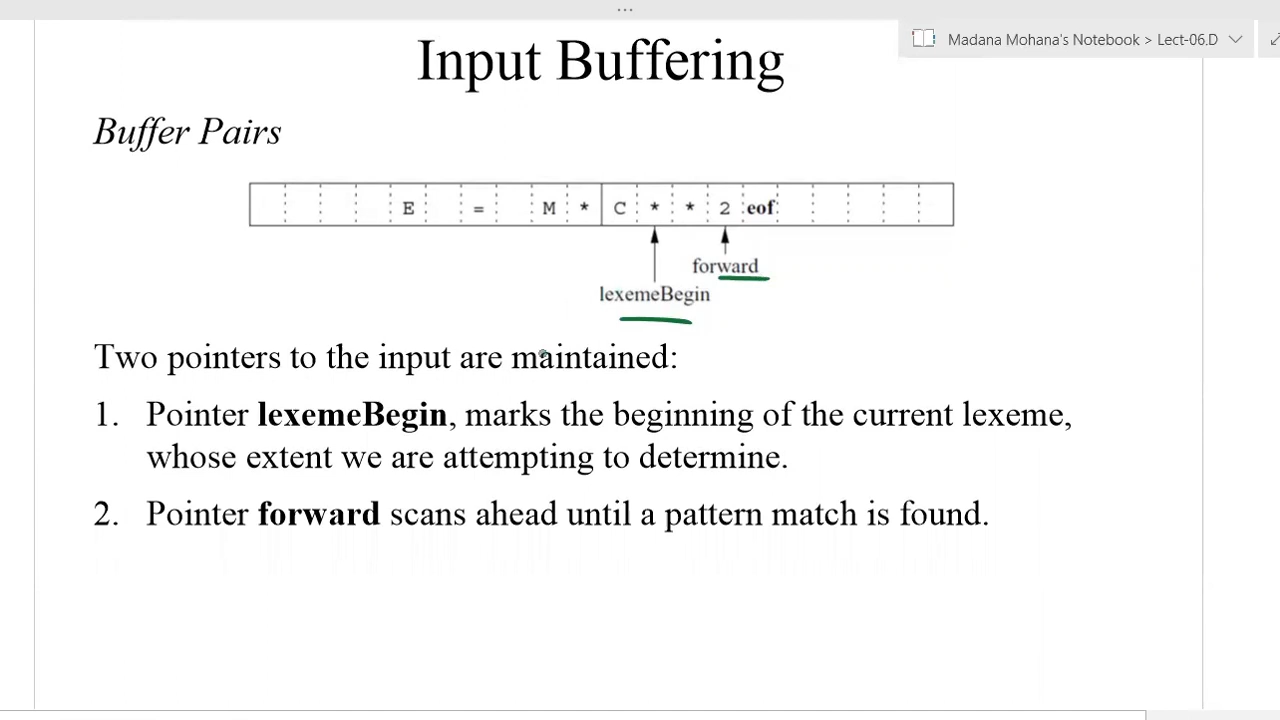 ...
Madana Mohana's Notebook > Lect-06.D
Input Buffering
Buffer Pairs
E = M * C * * 2 eof
forward
lexemeBegin
Two pointers to the input are maintained:
1. Pointer lexemeBegin, marks the beginning of the current lexeme,
whose extent we are attempting to determine.
2. Pointer forward scans ahead until a pattern match is found.